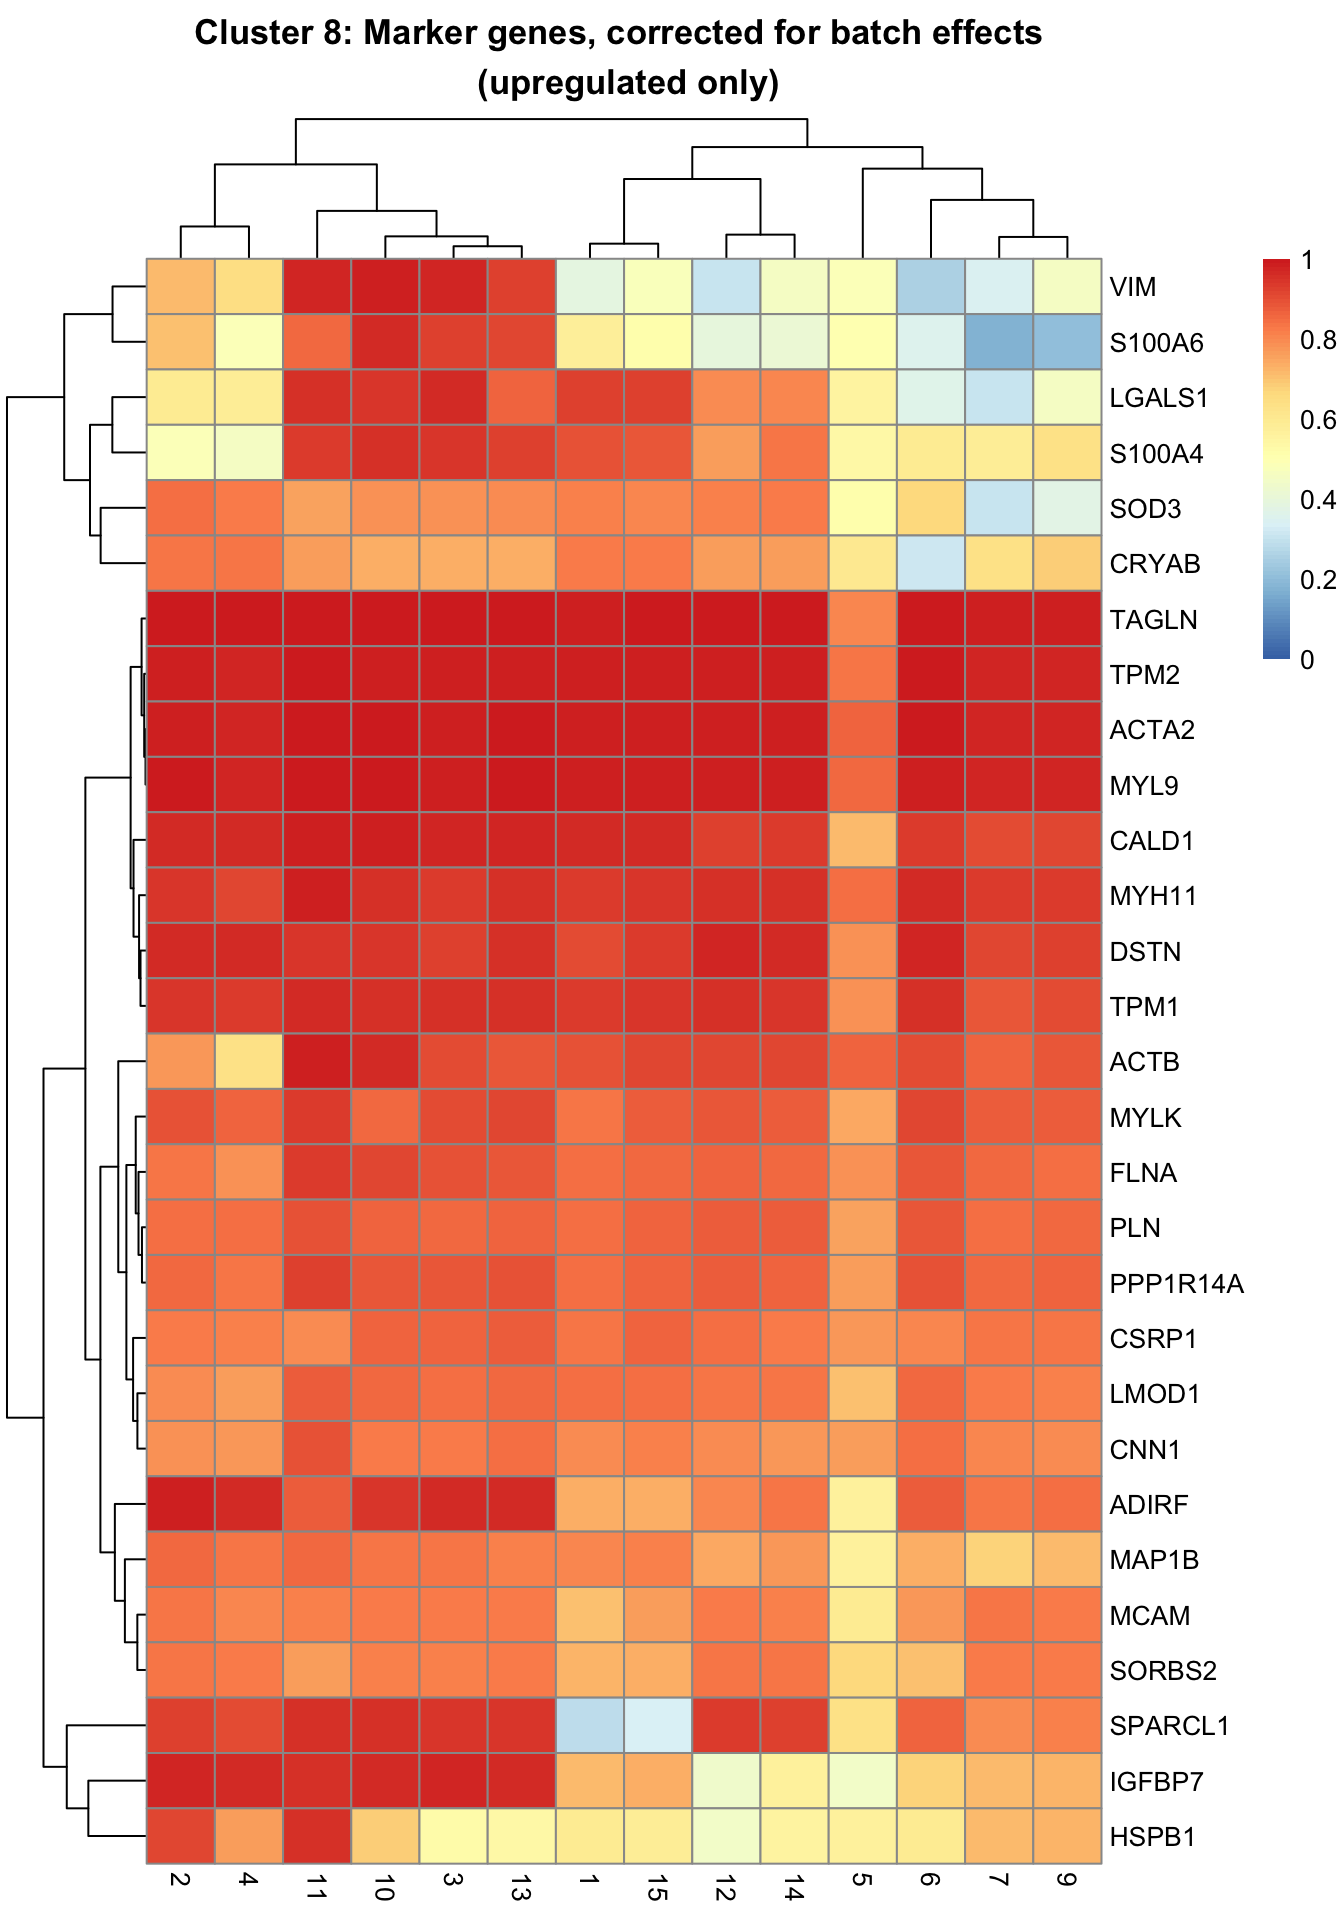 Cluster 8: Marker genes, corrected for batch effects
(upregulated only)
VIM
S100A6
LGALS1
S100A4
SOD3
CRYAB
TAGLN
TPM2
ACTA2
MYL9
CALD1
MYH11
DSTN
TPM1
ACTB
MYLK
FLNA
PLN
PPP1R14A
CSRP1
LMOD1
CNN1
ADIRF
MAP1B
MCAM
SORBS2
SPARCL1
IGFBP7
HSPB1
1
0.8
0.6
0.4
0.2
0
2 4 11 10 3 13 1 15 12 14 5 6 7 9